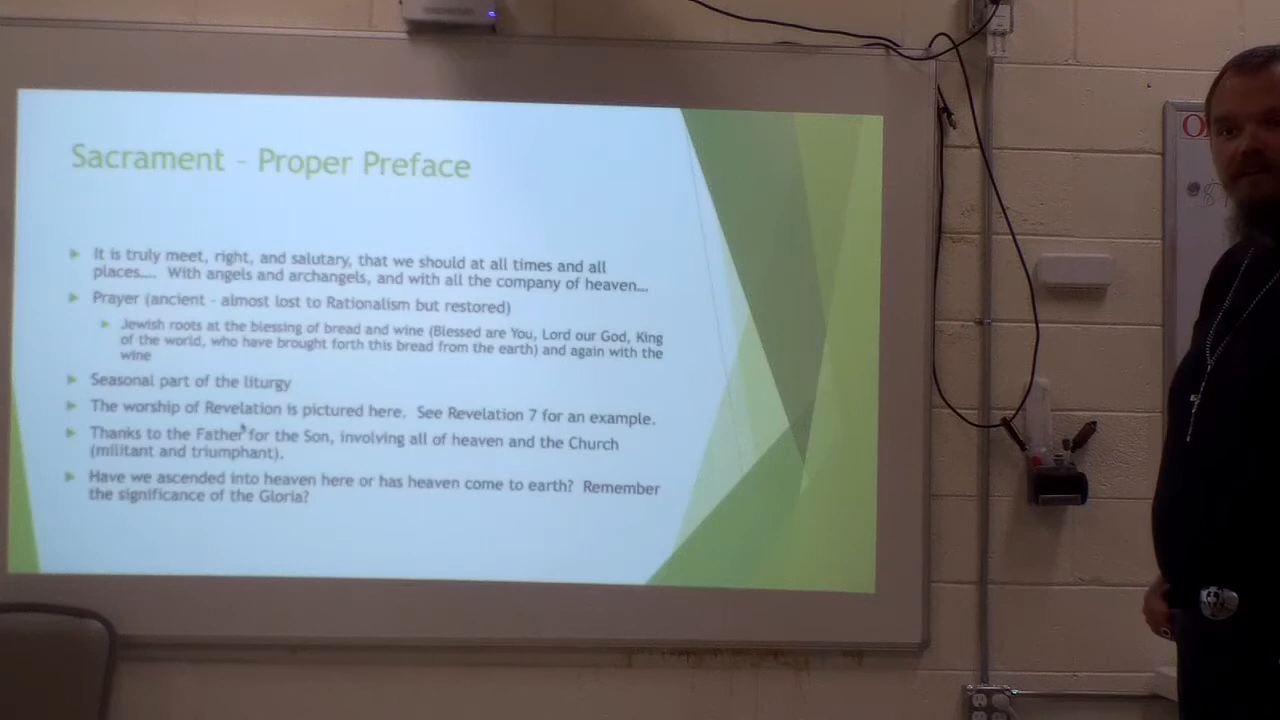 Sacrament - Proper Preface
It is truly meet, right, and salutary, that we should at all times and all
places.... With angels and archangels, and with all the company of heaven...
Prayer (ancient - almost lost to Rationalism but restored)
Jewish roots at the blessing of bread and wine (Blessed are You, Lord our God, King
of the world, who have brought forth this bread from the earth) and again with the
wine
Seasonal part of the liturgy
The worship of Revelation is pictured here. See Revelation 7 for an example.
Thanks to the Father for the Son, involving all of heaven and the Church
(militant and triumphant).
Have we ascended into heaven here or has heaven come to earth? Remember
the significance of the Gloria?